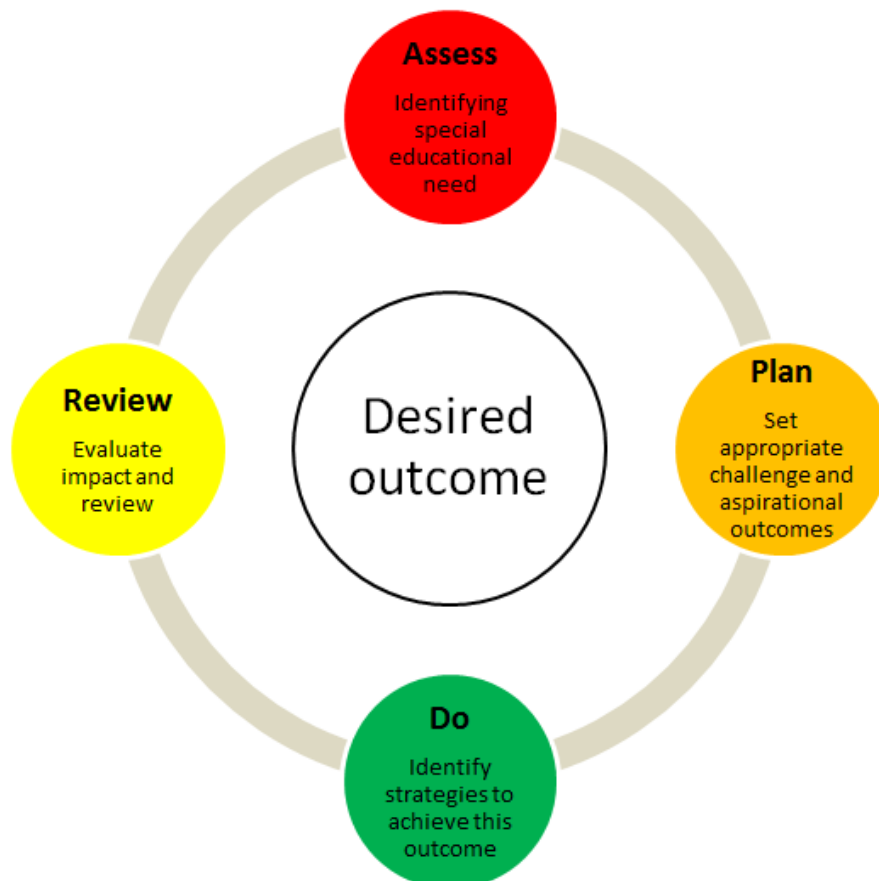 Assess
Identifying
special
educational
need
Plan
Set
appropriate
challenge and
aspirational
outcomes
Do
Identify
strategies to
achieve this
outcome
Review
Evaluate
impact and
review
Desired
outcome